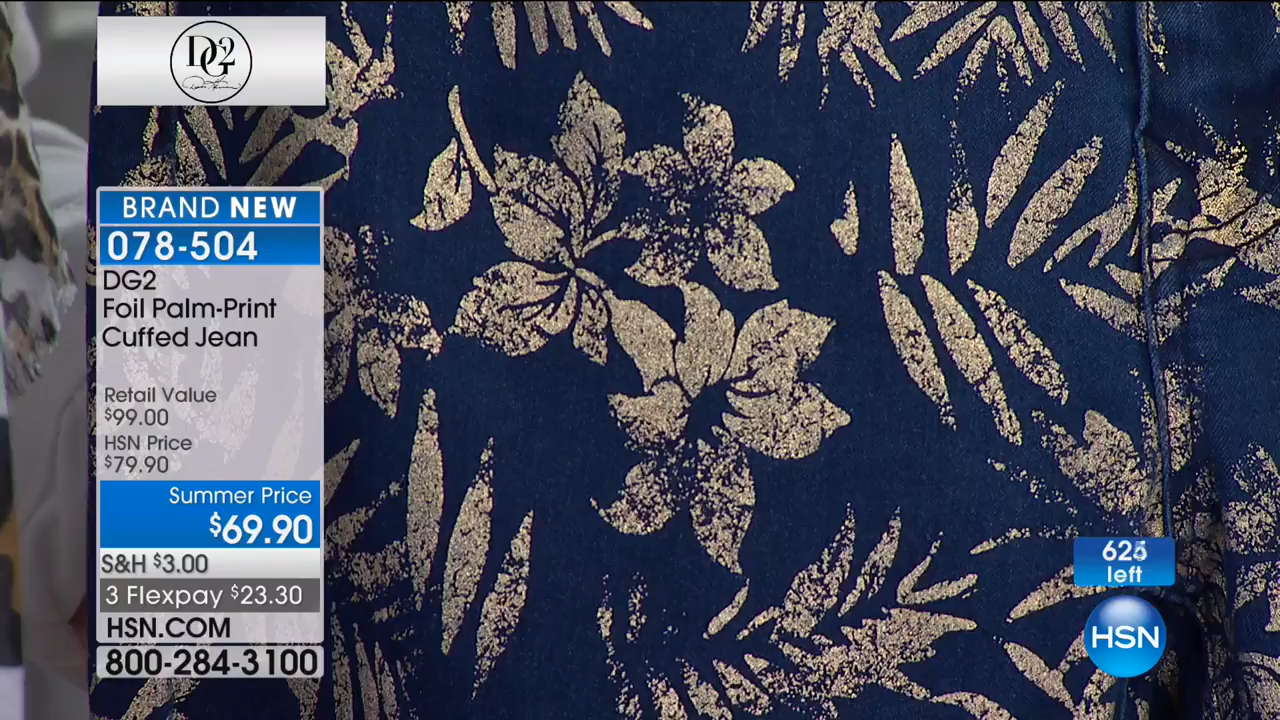 DG2
BRAND NEW
078-504
DG2
Foil Palm-Print
Cuffed Jean
Retail Value
$99.00
HSN Price
$79.90
Summer Price
$69.90
S&H $3.00
3 Flexpay $23.30
HSN.COM
800-284-3100
left
HSN